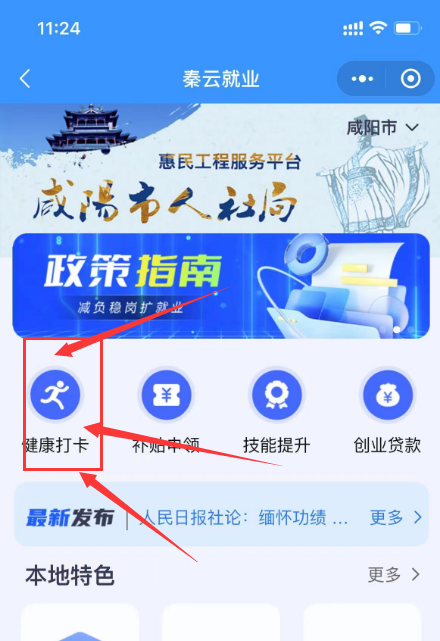 11:24
秦云就业
咸阳市
惠民工程服务平台
咸阳市人社局
政策指南
减负稳岗扩就业
健康打卡 补贴申领 技能提升 创业贷款
最新发布 人民日报社论：缅怀功绩 ... 更多
本地特色 更多